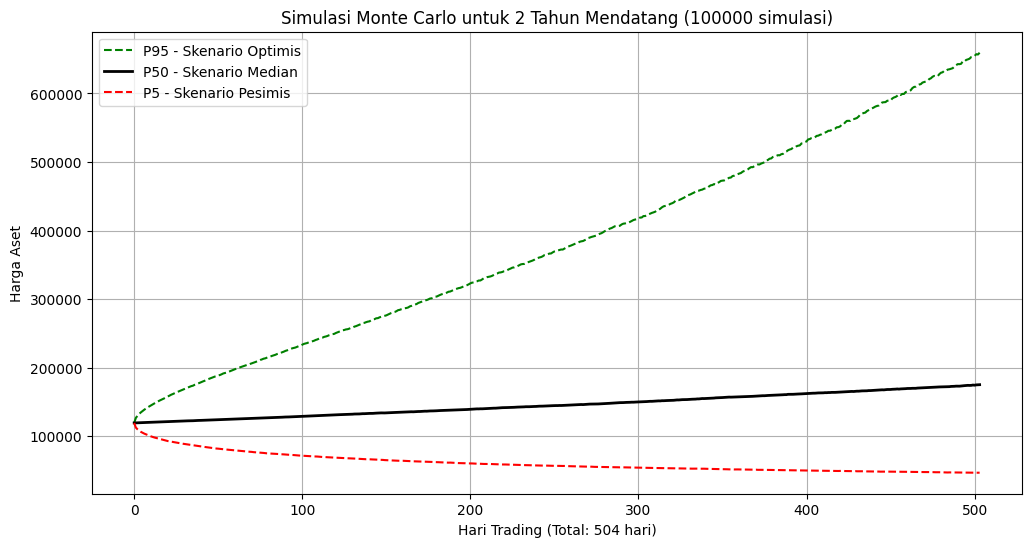 Simulasi Monte Carlo untuk 2 Tahun Mendatang (100000 simulasi)
P95 - Skenario Optimis
P50 - Skenario Median
P5 - Skenario Pesimis
Harga Aset
600000
500000
400000
300000
200000
100000
0 100 200 300 400 500
Hari Trading (Total: 504 hari)